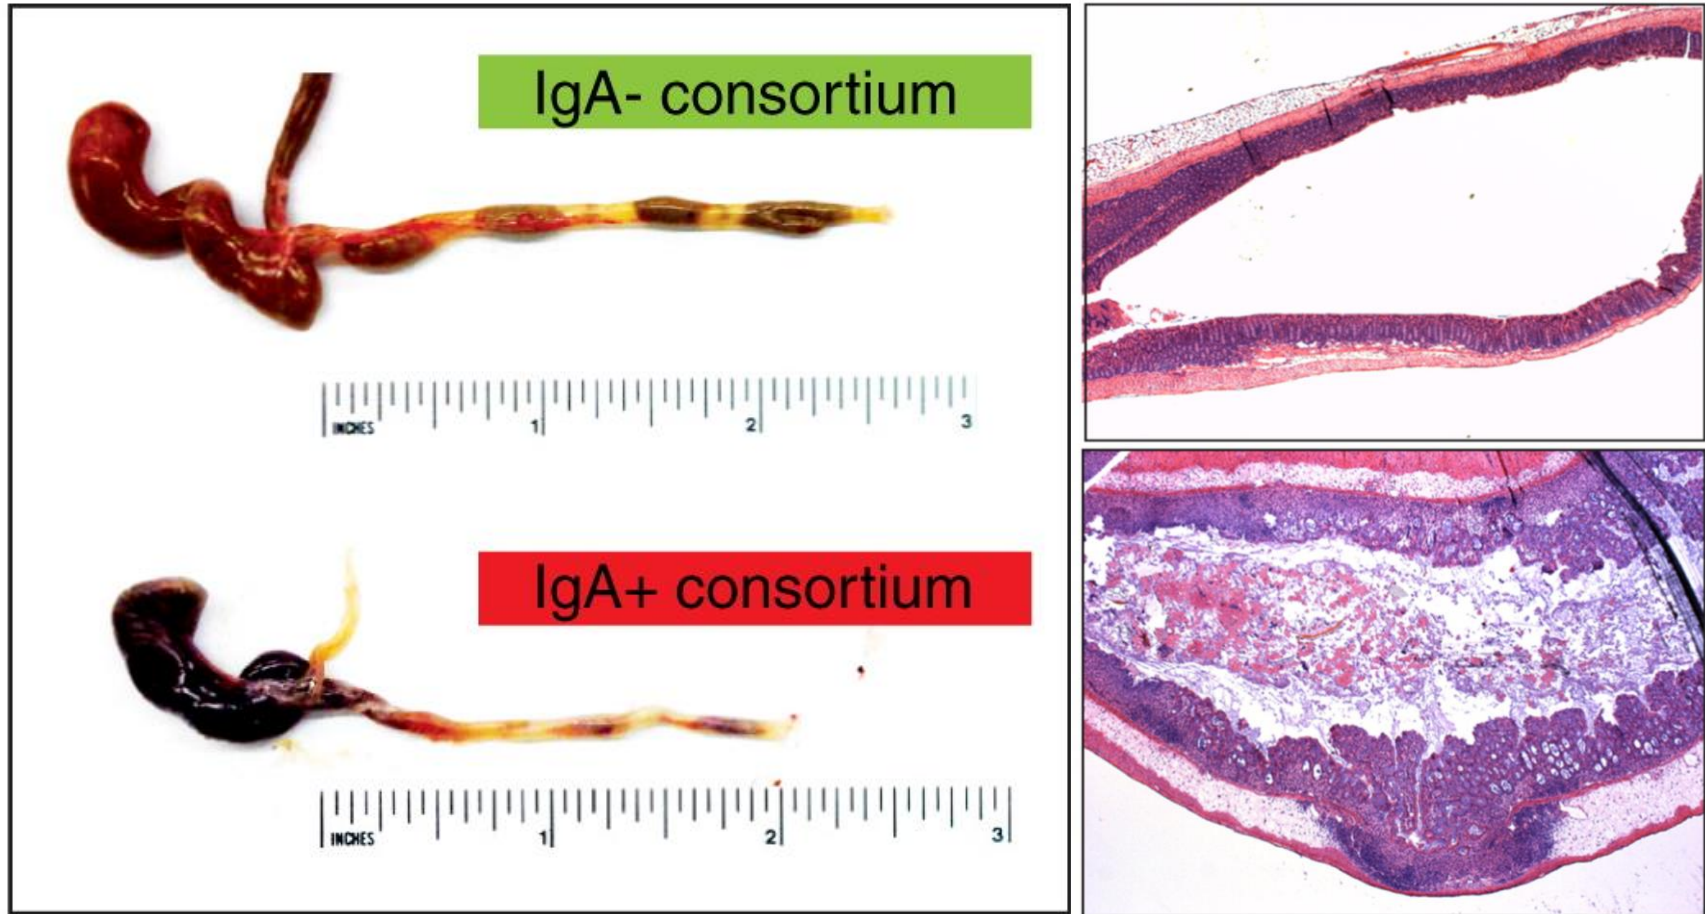 IgA- consortium
INCHES 1 2 3
IgA+ consortium
INCHES 1 2 3